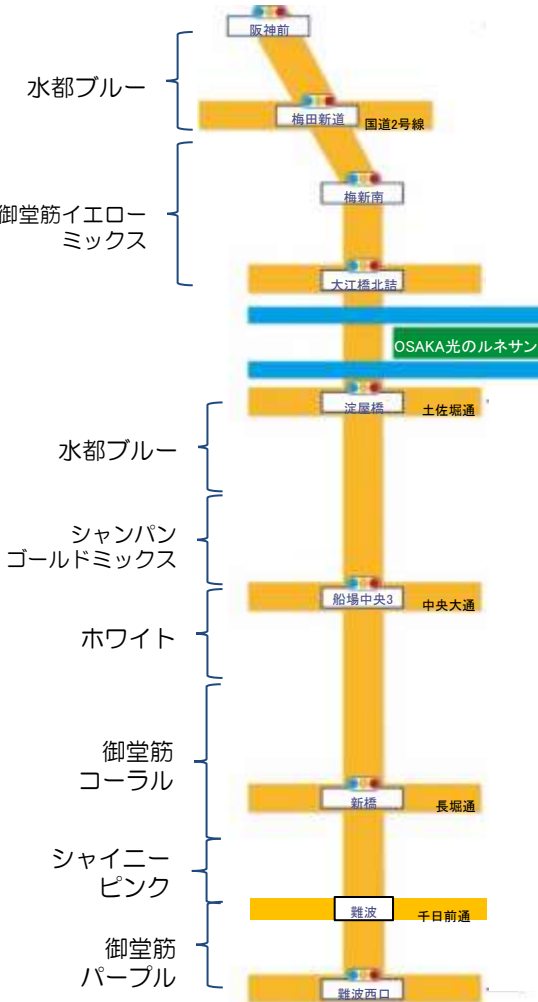 阪神前
水都ブルー
梅田新道
国道2号線
梅新南
御堂筋イエロー
ミックス
大江橋北詰
OSAKA光のルネサン
淀屋橋
土佐堀通
水都ブルー
シャンパン
ゴールドミックス
船場中央3
中央大通
ホワイト
御堂筋
コーラル
新橋
長堀通
シャイニー
ピンク
難波
千日前通
御堂筋
パープル
難波西口